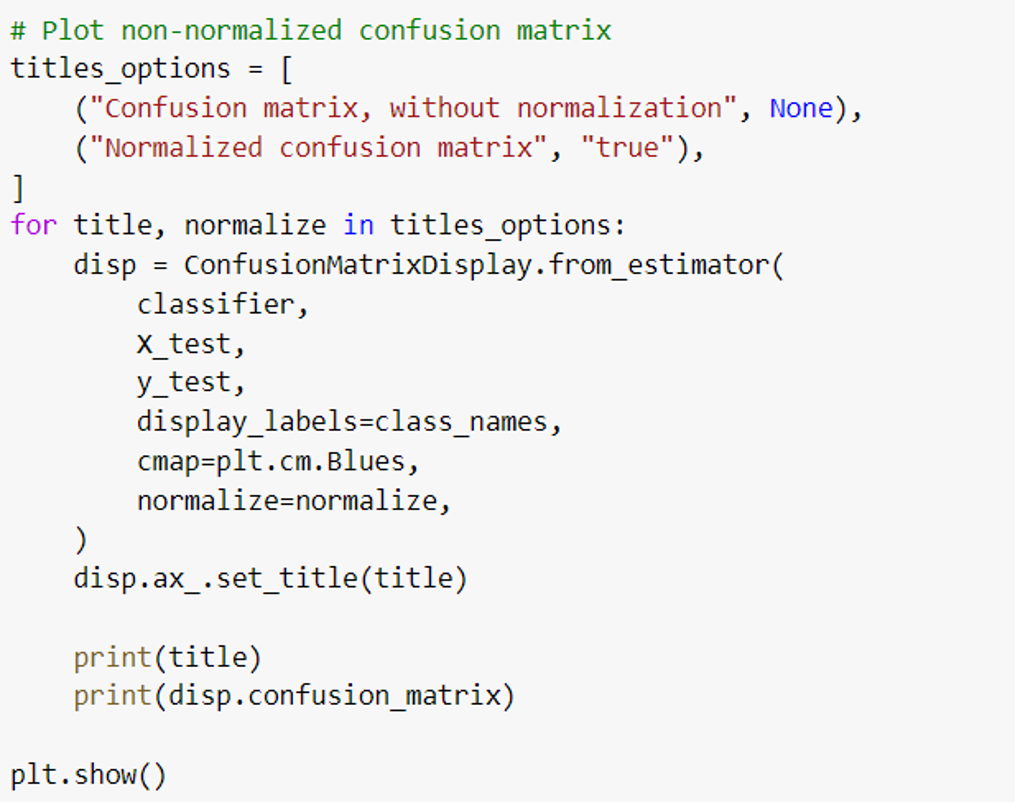 # Plot non-normalized confusion matrix
titles_options = [
    ("Confusion matrix, without normalization", None),
    ("Normalized confusion matrix", "true"),
]
for title, normalize in titles_options:
    disp = ConfusionMatrixDisplay.from_estimator(
        classifier,
        X_test,
        y_test,
        display_labels=class_names,
        cmap=plt.cm.Blues,
        normalize=normalize,
    )
    disp.ax_.set_title(title)

    print(title)
    print(disp.confusion_matrix)

plt.show()